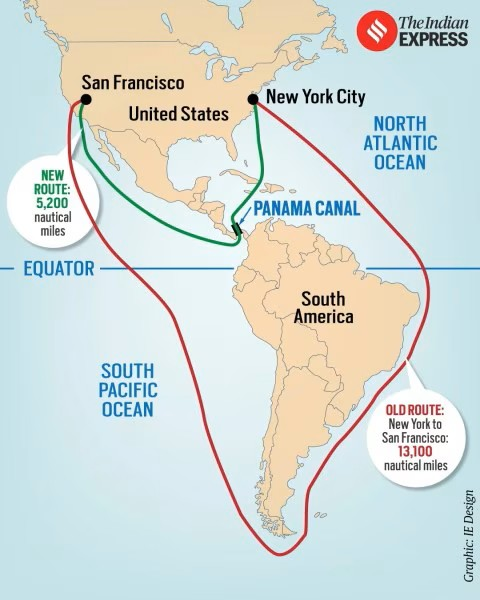 The Indian
EXPRESS
San Francisco
United States
New York City
NORTH
ATLANTIC
OCEAN
NEW
ROUTE:
5,200
nautical
miles
PANAMA CANAL
EQUATOR
South
America
SOUTH
PACIFIC
OCEAN
OLD ROUTE:
New York to
San Francisco:
13,100
nautical miles
Graphic: IE Design